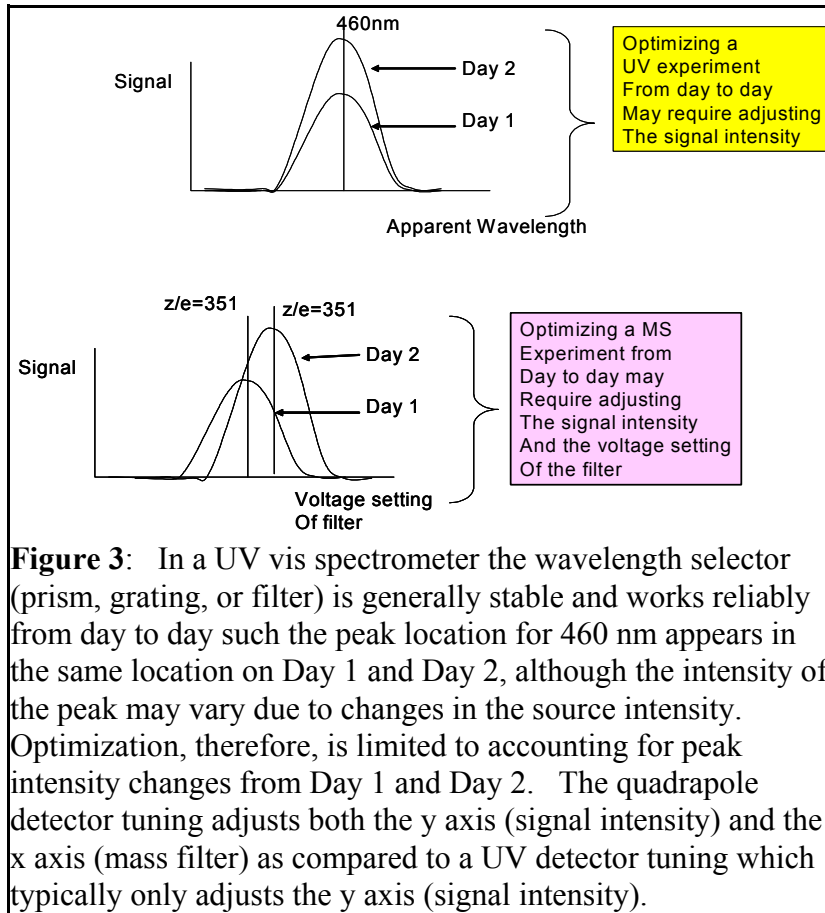 460nm
Signal
Day 2
Day 1
Apparent Wavelength
Optimizing a
UV experiment
From day to day
May require adjusting
The signal intensity
z/e=351
z/e=351
Signal
Day 2
Day 1
Voltage setting
Of filter
Optimizing a MS
Experiment from
Day to day may
Require adjusting
The signal intensity
And the voltage setting
Of the filter
Figure 3: In a UV vis spectrometer the wavelength selector
(prism, grating, or filter) is generally stable and works reliably
from day to day such the peak location for 460 nm appears in
the same location on Day 1 and Day 2, although the intensity of
the peak may vary due to changes in the source intensity.
Optimization, therefore, is limited to accounting for peak
intensity changes from Day 1 and Day 2. The quadrapole
detector tuning adjusts both the y axis (signal intensity) and the
x axis (mass filter) as compared to a UV detector tuning which
typically only adjusts the y axis (signal intensity).